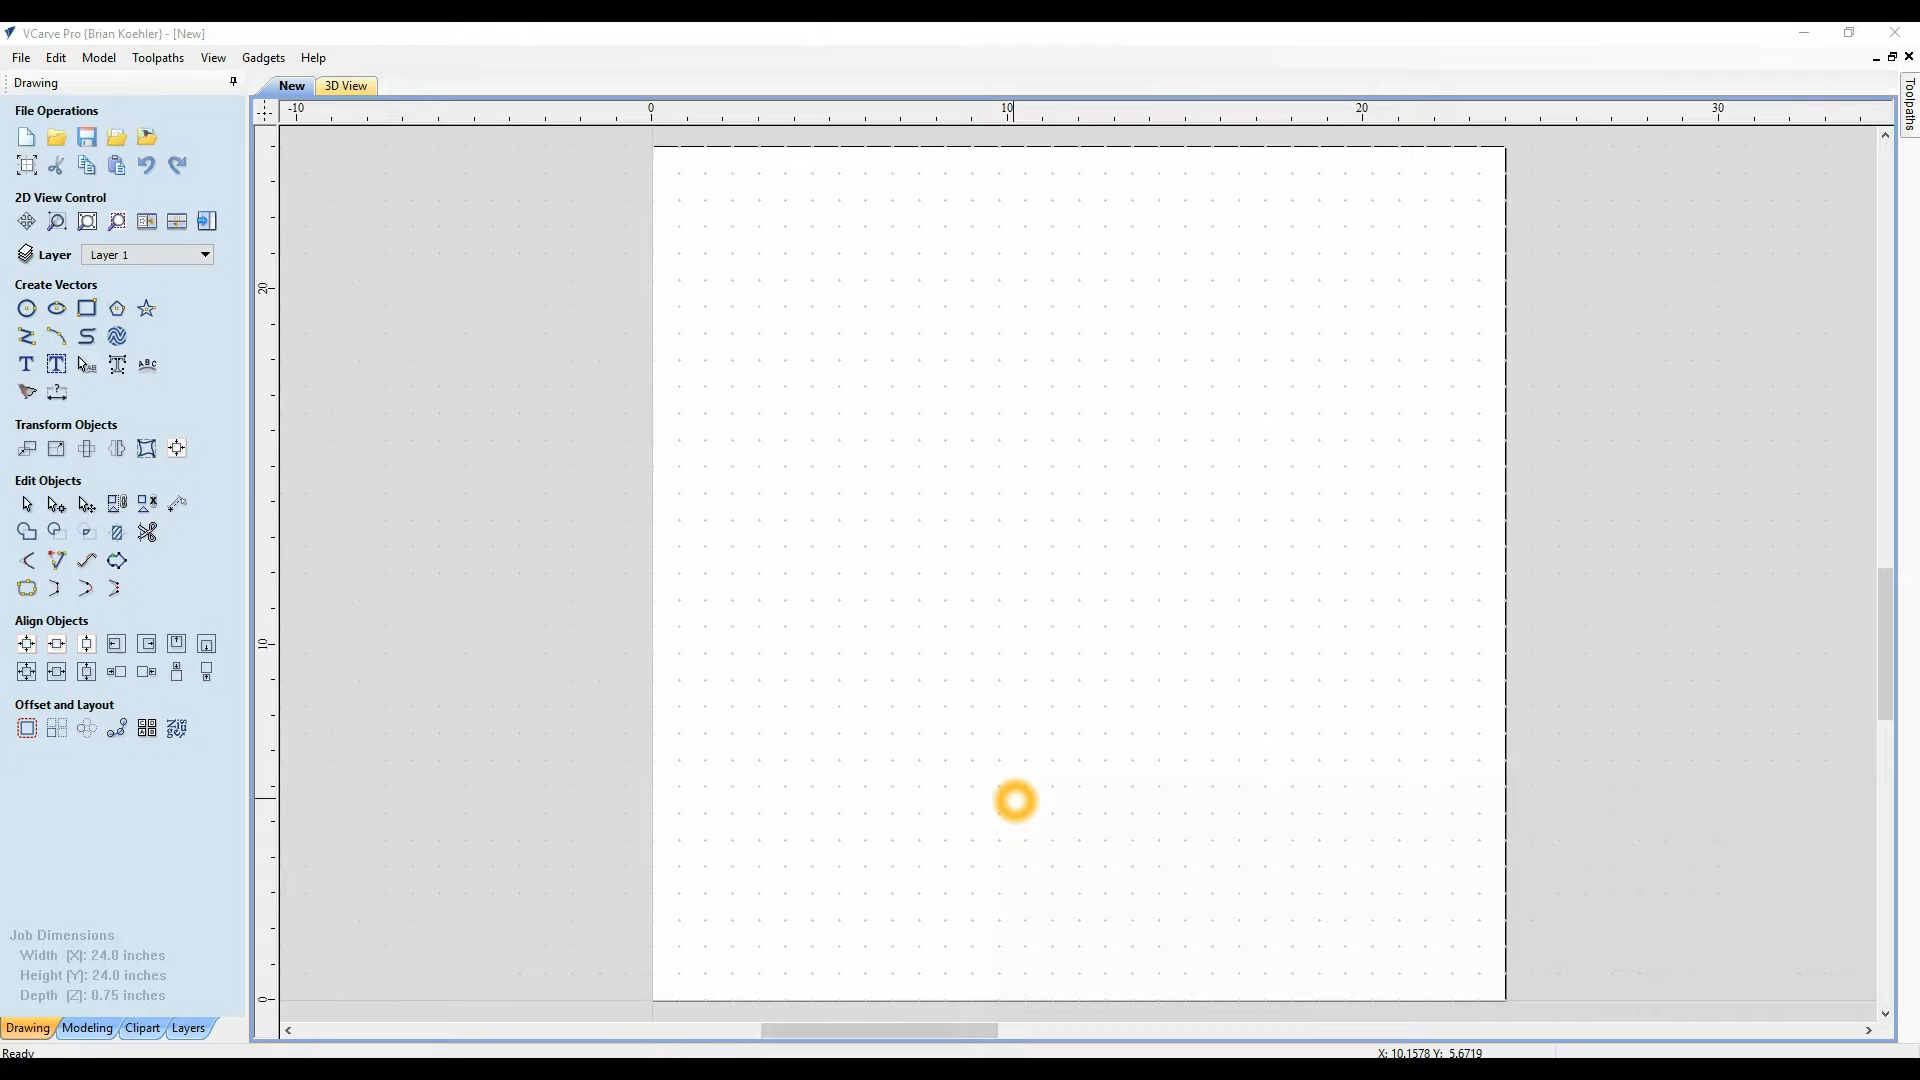 VCarve Pro {Brian Koehler} - [New]
File Edit Model Toolpaths View Gadgets Help
Drawing
New 3D View
Toolpaths
File Operations
-10 0 10 20 30
2D View Control
Layer Layer 1
Create Vectors
20
Transform Objects
Edit Objects
Align Objects
10
Offset and Layout
Job Dimensions
Width (X): 24.0 inches
Height (Y): 24.0 inches
Depth (Z): 0.75 inches
0
Drawing Modeling Clipart Layers
Ready
X: 10.1578 Y: 5.6719